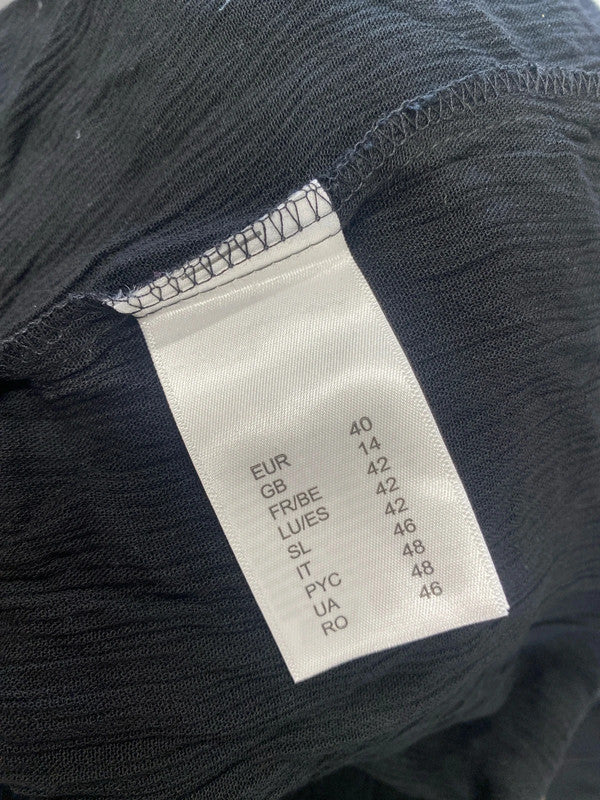 EUR 40
GB 14
FR/BE 42
LU/ES 42
SL 42
IT 46
PYC 48
UA 48
RO 46